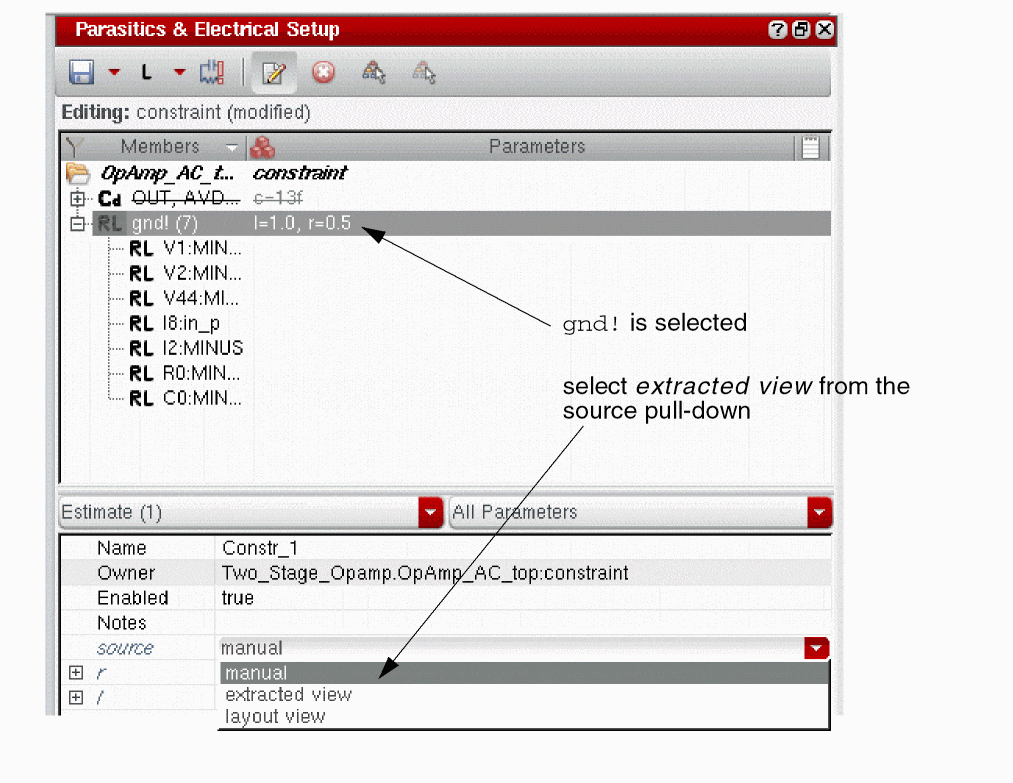 Parasitics & Electrical Setup
L
Editing: constraint (modified)
Members Parameters
OpAmp_AC_t... constraint
Cd OUT, AVD... c=13f
RL gnd! (7) l=1.0, r=0.5
RL V1:MIN...
RL V2:MIN...
RL V44:MI...
RL I8:in_p
RL I2:MINUS
RL R0:MIN...
RL C0:MIN...
gnd! is selected
select extracted view from the
source pull-down
Estimate (1) All Parameters
Name Constr_1
Owner Two_Stage_Opamp.OpAmp_AC_top:constraint
Enabled true
Notes
source manual
r manual
l extracted view
layout view